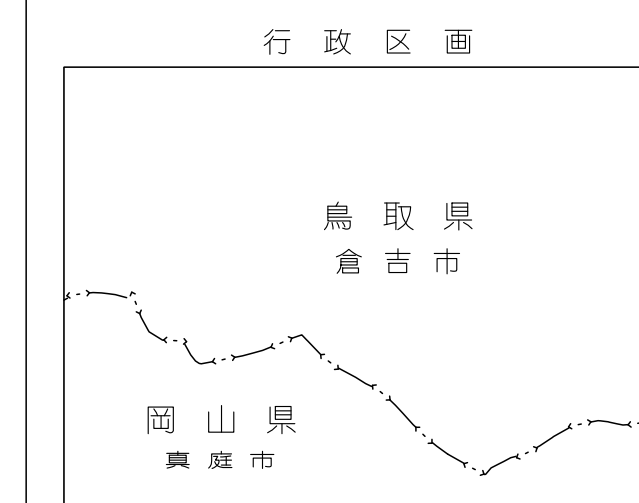 行政区画
鳥取県
倉吉市
岡山県
真庭市